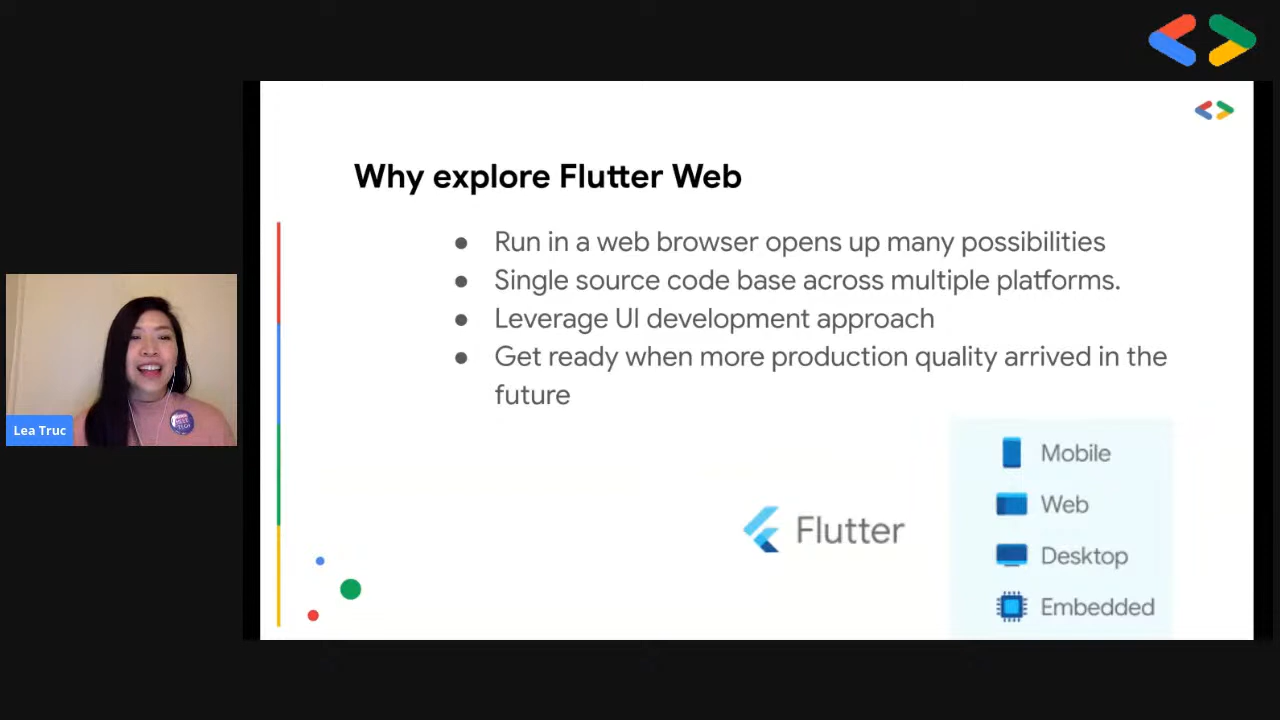 Why explore Flutter Web
● Run in a web browser opens up many possibilities
● Single source code base across multiple platforms.
● Leverage UI development approach
● Get ready when more production quality arrived in the
future
Lea Truc
Flutter
Mobile
Web
Desktop
Embedded